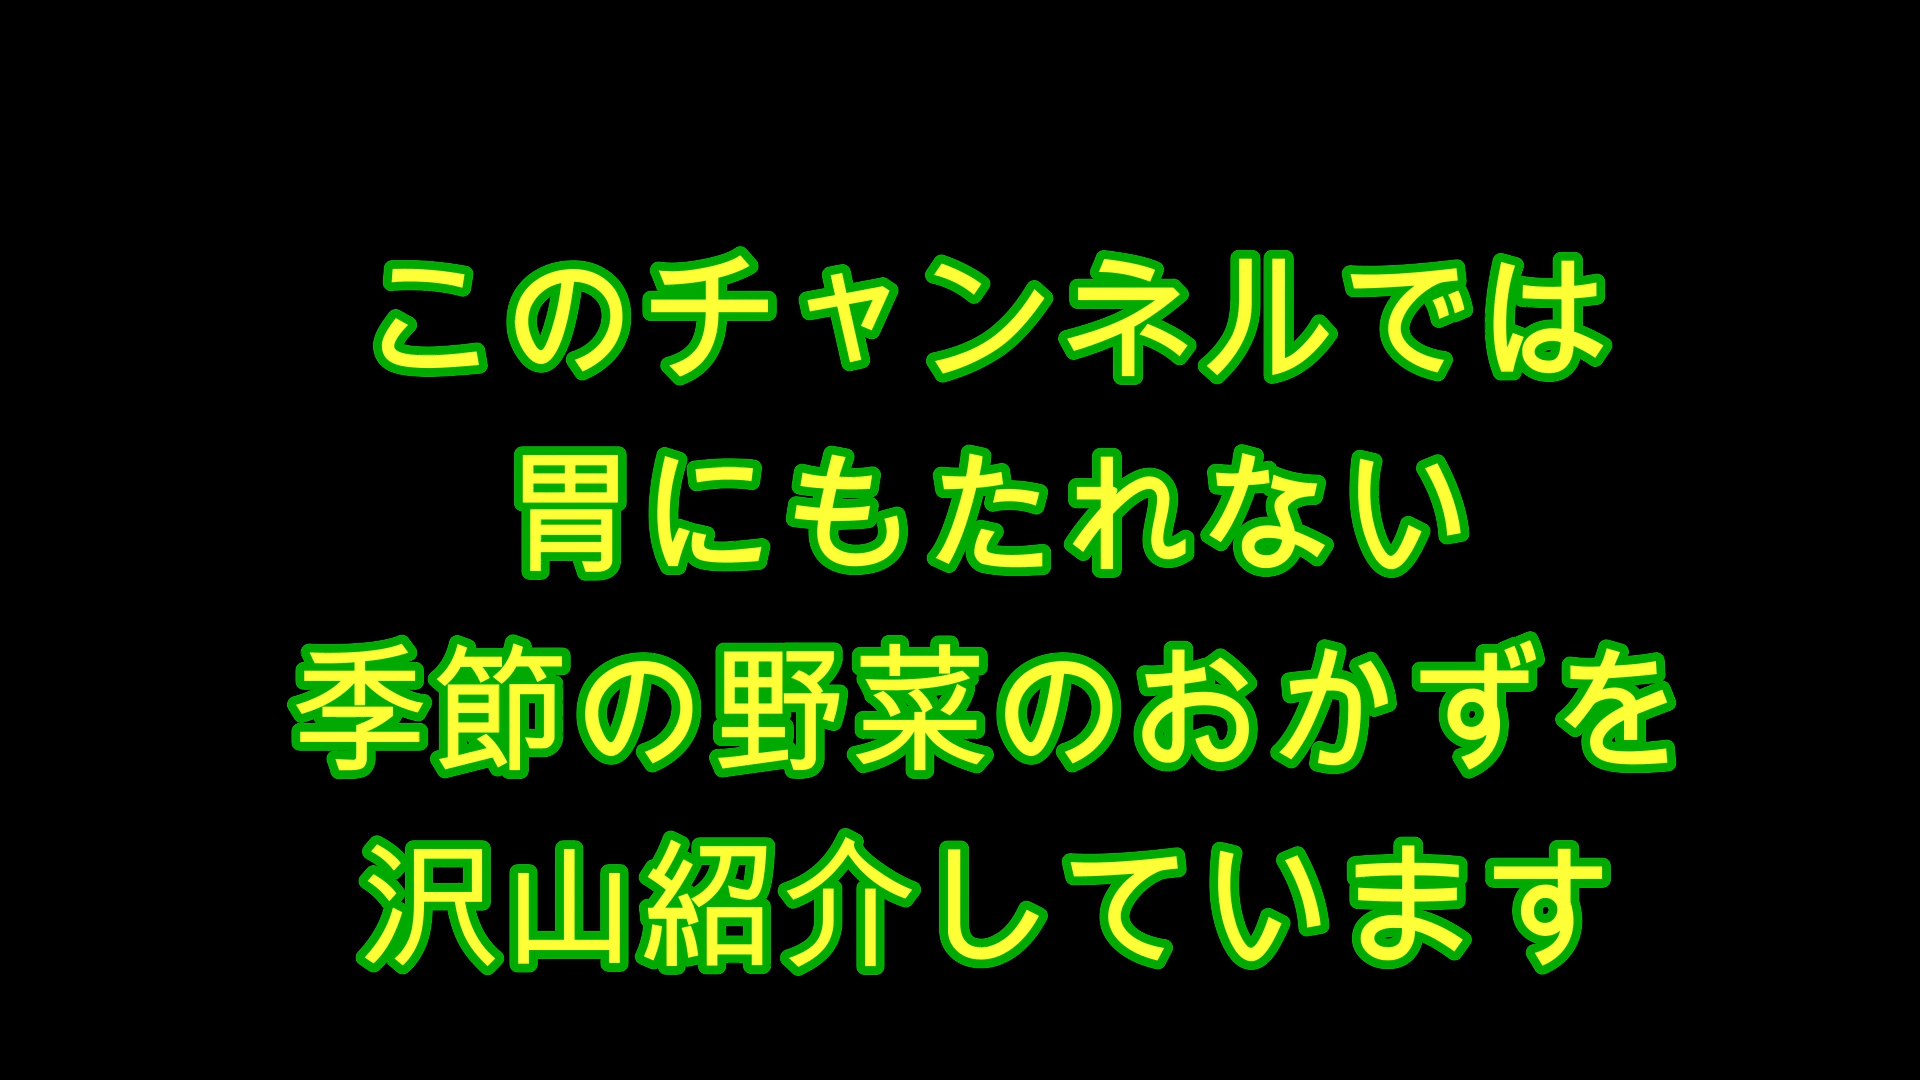 このチャンネルでは
胃にもたれない
季節の野菜のおかずを
沢山紹介しています